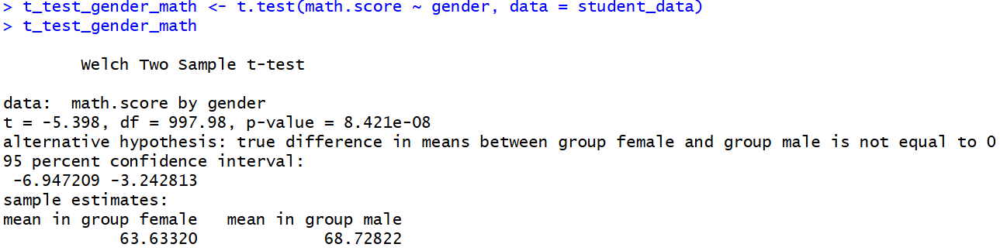 > t_test_gender_math <- t.test(math.score ~ gender, data = student_data)
> t_test_gender_math
Welch Two Sample t-test
data:  math.score by gender
t = -5.398, df = 997.98, p-value = 8.421e-08
alternative hypothesis: true difference in means between group female and group male is not equal to 0
95 percent confidence interval:
 -6.947209 -3.242813
sample estimates:
mean in group female   mean in group male
            63.63320             68.72822